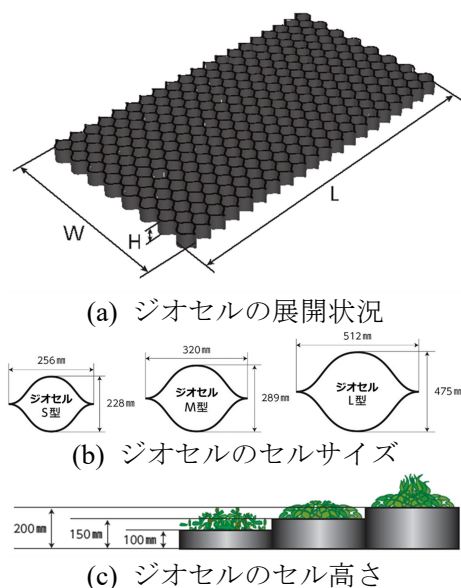 W
H
L
(a) ジオセルの展開状況
256㎜
ジオセル
S型
228㎜
320㎜
ジオセル
M型
289㎜
512㎜
ジオセル
L型
475㎜
(b) ジオセルのセルサイズ
200㎜
150㎜
100㎜
(c) ジオセルのセル高さ